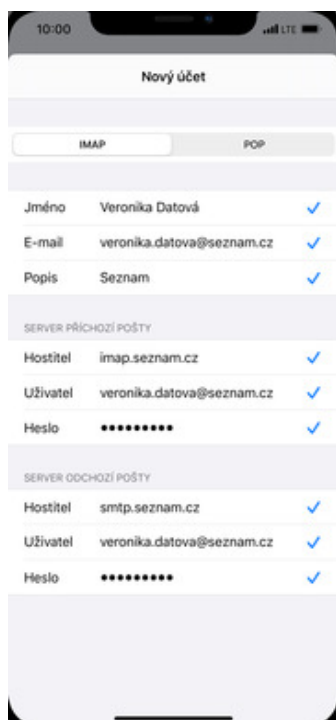 10:00 LTE
Nový účet
IMAP POP
Jméno Veronika Datová
E-mail veronika.datova@seznam.cz
Popis Seznam
SERVER PŘÍCHOZÍ POŠTY
Hostitel imap.seznam.cz
Uživatel veronika.datova@seznam.cz
Heslo •••••••••
SERVER ODCHOZÍ POŠTY
Hostitel smtp.seznam.cz
Uživatel veronika.datova@seznam.cz
Heslo •••••••••